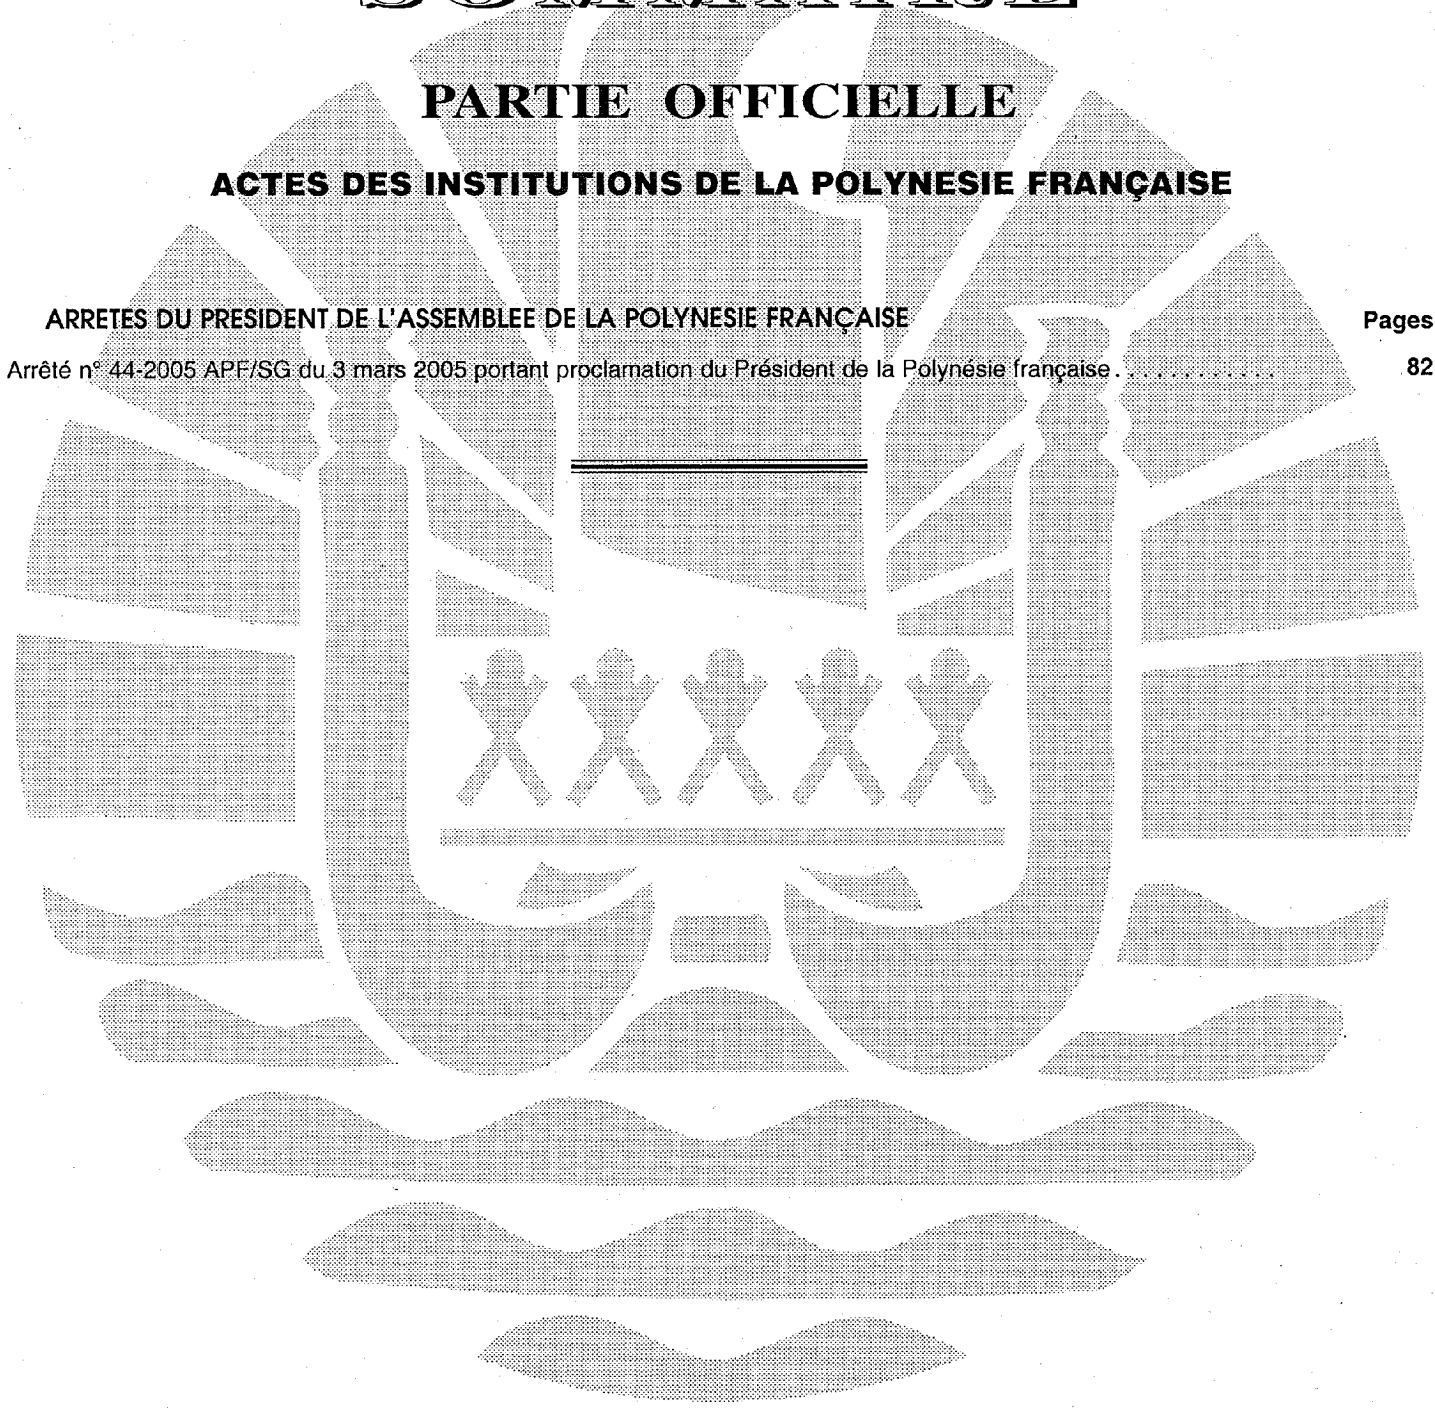 SOMMAIRE
PARTIE OFFICIELLE
ACTES DES INSTITUTIONS DE LA POLYNESIE FRANÇAISE
ARRETES DU PRESIDENT DE L'ASSEMBLEE DE LA POLYNESIE FRANÇAISE Pages
Arrêté n° 44-2005 APF/SG du 3 mars 2005 portant proclamation du Président de la Polynésie française. . . . . . . . . . . . 82